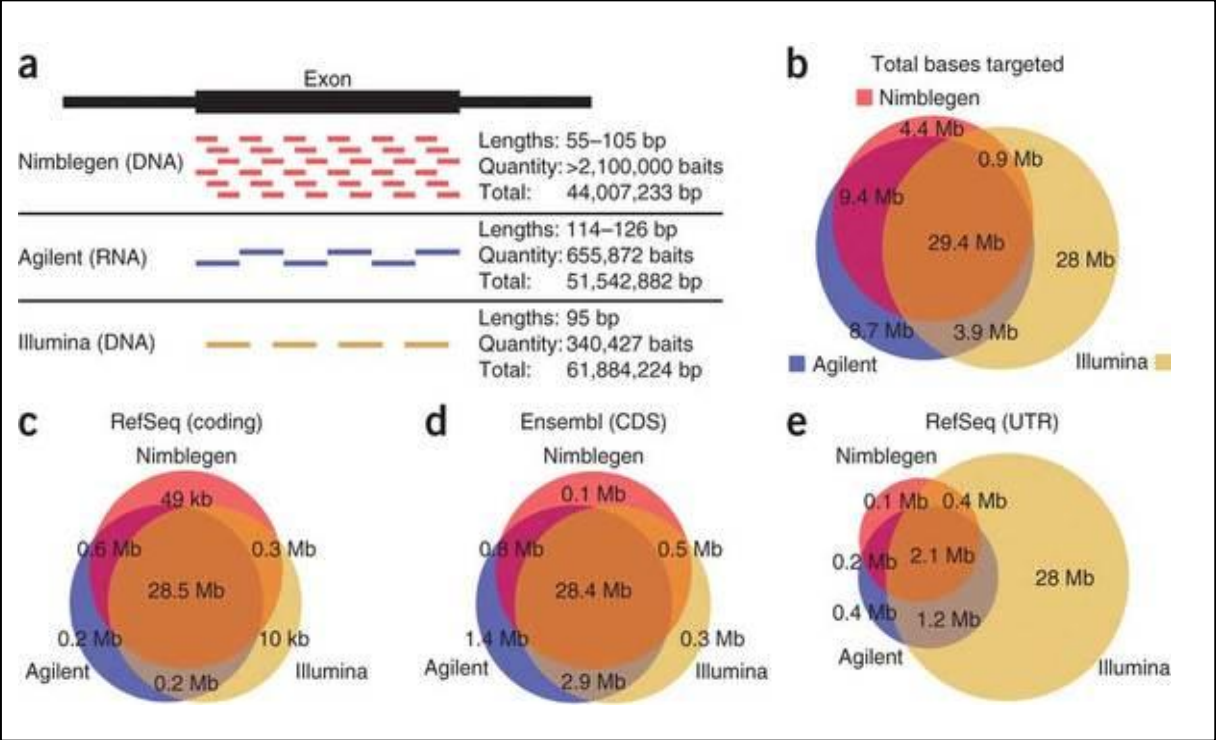 a
Exon
Nimblegen (DNA)
Lengths: 55–105 bp
Quantity: >2,100,000 baits
Total: 44,007,233 bp
Agilent (RNA)
Lengths: 114–126 bp
Quantity: 655,872 baits
Total: 51,542,882 bp
Illumina (DNA)
Lengths: 95 bp
Quantity: 340,427 baits
Total: 61,884,224 bp
b
Total bases targeted
Nimblegen
4.4 Mb
0.9 Mb
9.4 Mb
29.4 Mb
28 Mb
8.7 Mb
3.9 Mb
Agilent
Illumina
c
RefSeq (coding)
Nimblegen
49 kb
0.6 Mb
0.3 Mb
28.5 Mb
0.2 Mb
10 kb
Agilent
0.2 Mb
Illumina
d
Ensembl (CDS)
Nimblegen
0.1 Mb
0.8 Mb
0.5 Mb
28.4 Mb
1.4 Mb
0.3 Mb
Agilent
2.9 Mb
Illumina
e
RefSeq (UTR)
Nimblegen
0.1 Mb
0.4 Mb
0.2 Mb
2.1 Mb
28 Mb
0.4 Mb
1.2 Mb
Agilent
Illumina